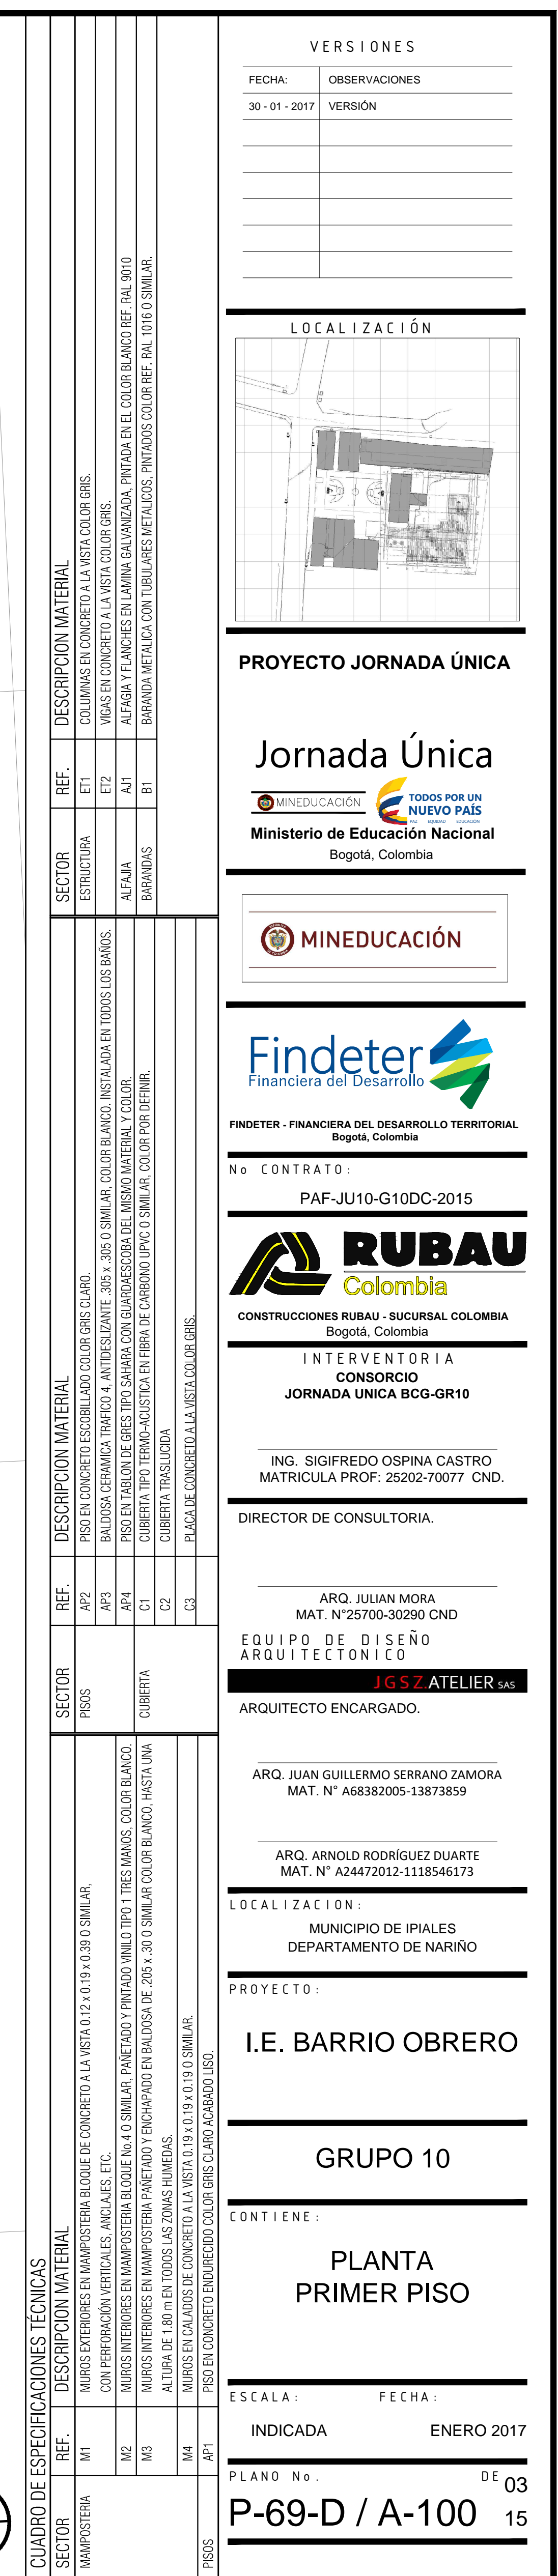 CUADRO DE ESPECIFICACIONES TÉCNICAS
SECTOR REF. DESCRIPCION MATERIAL
MAMPOSTERIA M1 MUROS EXTERIORES EN MAMPOSTERIA BLOQUE DE CONCRETO A LA VISTA 0.12 x 0.19 x 0.39 O SIMILAR,
CON PERFORACIÓN VERTICALES, ANCLAJES, ETC.
M2 MUROS INTERIORES EN MAMPOSTERIA BLOQUE No.4 O SIMILAR, PAÑETADO Y PINTADO VINILO TIPO 1 TRES MANOS, COLOR BLANCO.
M3 MUROS INTERIORES EN MAMPOSTERIA PAÑETADO Y ENCHAPADO EN BALDOSA DE .205 x .30 O SIMILAR COLOR BLANCO, HASTA UNA
ALTURA DE 1.80 m EN TODOS LAS ZONAS HUMEDAS.
M4 MUROS EN CALADOS DE CONCRETO A LA VISTA 0.19 x 0.19 x 0.19 O SIMILAR.
PISOS AP1 PISO EN CONCRETO ENDURECIDO COLOR GRIS CLARO ACABADO LISO.
SECTOR REF. DESCRIPCION MATERIAL
PISOS AP2 PISO EN CONCRETO ESCOBILLADO COLOR GRIS CLARO.
AP3 BALDOSA CERAMICA TRAFICO 4, ANTIDESLIZANTE .305 x .305 O SIMILAR, COLOR BLANCO. INSTALADA EN TODOS LOS BAÑOS.
AP4 PISO EN TABLON DE GRES TIPO SAHARA CON GUARDAESCOBA DEL MISMO MATERIAL Y COLOR.
CUBIERTA C1 CUBIERTA TIPO TERMO-ACUSTICA EN FIBRA DE CARBONO UPVC O SIMILAR, COLOR POR DEFINIR.
C2 CUBIERTA TRASLUCIDA
C3 PLACA DE CONCRETO A LA VISTA COLOR GRIS.
SECTOR REF. DESCRIPCION MATERIAL
ESTRUCTURA ET1 COLUMNAS EN CONCRETO A LA VISTA COLOR GRIS.
ET2 VIGAS EN CONCRETO A LA VISTA COLOR GRIS.
ALFAJIA AJ1 ALFAGIA Y FLANCHES EN LAMINA GALVANIZADA, PINTADA EN EL COLOR BLANCO REF. RAL 9010
BARANDAS B1 BARANDA METALICA CON TUBULARES METALICOS, PINTADOS COLOR REF. RAL 1016 O SIMILAR.
VERSIONES
FECHA: OBSERVACIONES
30 - 01 - 2017 VERSIÓN
LOCALIZACIÓN
PROYECTO JORNADA ÚNICA
Jornada Única
MINEDUCACIÓN
TODOS POR UN
NUEVO PAÍS
PAZ EQUIDAD EDUCACIÓN
Ministerio de Educación Nacional
Bogotá, Colombia
MINEDUCACIÓN
Findeter
Financiera del Desarrollo
FINDETER - FINANCIERA DEL DESARROLLO TERRITORIAL
Bogotá, Colombia
No CONTRATO:
PAF-JU10-G10DC-2015
RUBAU
Colombia
CONSTRUCCIONES RUBAU - SUCURSAL COLOMBIA
Bogotá, Colombia
INTERVENTORIA
CONSORCIO
JORNADA UNICA BCG-GR10
ING. SIGIFREDO OSPINA CASTRO
MATRICULA PROF: 25202-70077 CND.
DIRECTOR DE CONSULTORIA.
ARQ. JULIAN MORA
MAT. N°25700-30290 CND
EQUIPO DE DISEÑO
ARQUITECTONICO
JGSZ.ATELIER SAS
ARQUITECTO ENCARGADO.
ARQ. JUAN GUILLERMO SERRANO ZAMORA
MAT. N° A68382005-13873859
ARQ. ARNOLD RODRÍGUEZ DUARTE
MAT. N° A24472012-1118546173
LOCALIZACION:
MUNICIPIO DE IPIALES
DEPARTAMENTO DE NARIÑO
PROYECTO:
I.E. BARRIO OBRERO
GRUPO 10
CONTIENE:
PLANTA
PRIMER PISO
ESCALA: FECHA:
INDICADA ENERO 2017
PLANO No. DE 03
P-69-D / A-100 15